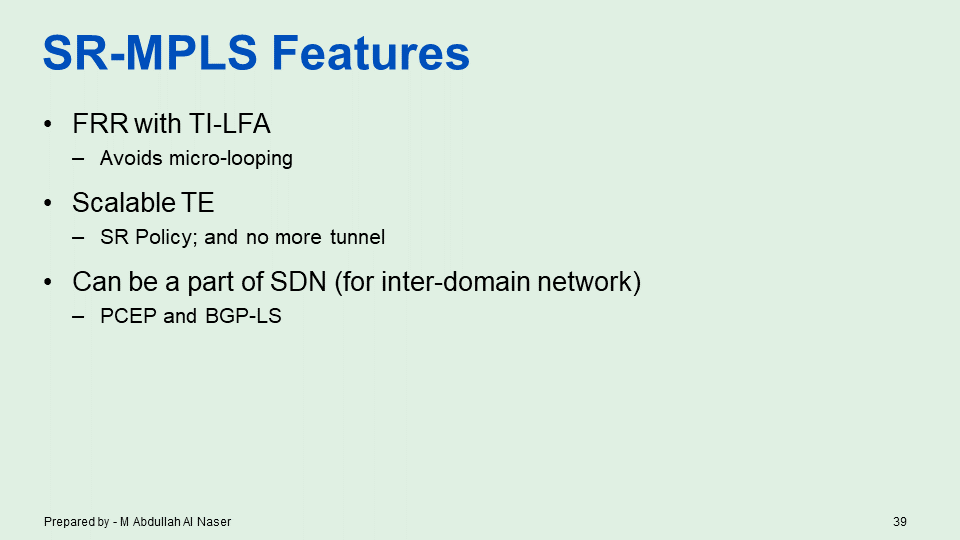 SR-MPLS Features
• FRR with TI-LFA
– Avoids micro-looping
• Scalable TE
– SR Policy; and no more tunnel
• Can be a part of SDN (for inter-domain network)
– PCEP and BGP-LS
Prepared by - M Abdullah Al Naser
39